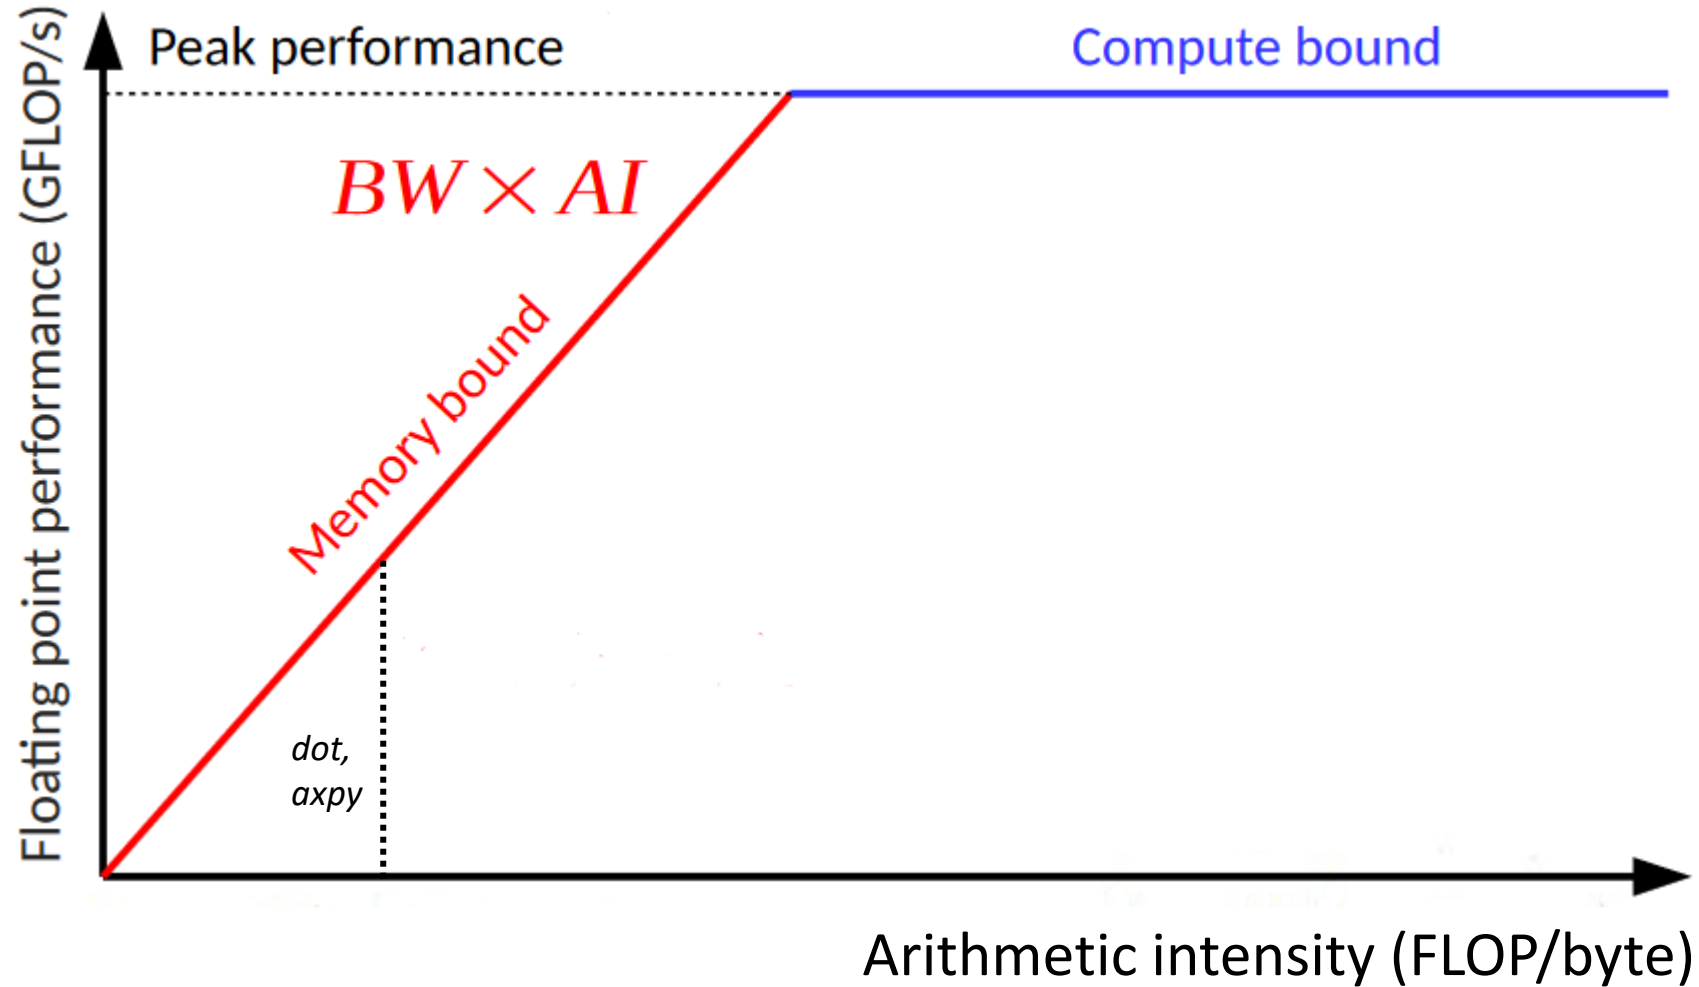 Floating point performance (GFLOP/s)
Peak performance
Compute bound
BW × AI
Memory bound
dot,
axpy
Arithmetic intensity (FLOP/byte)